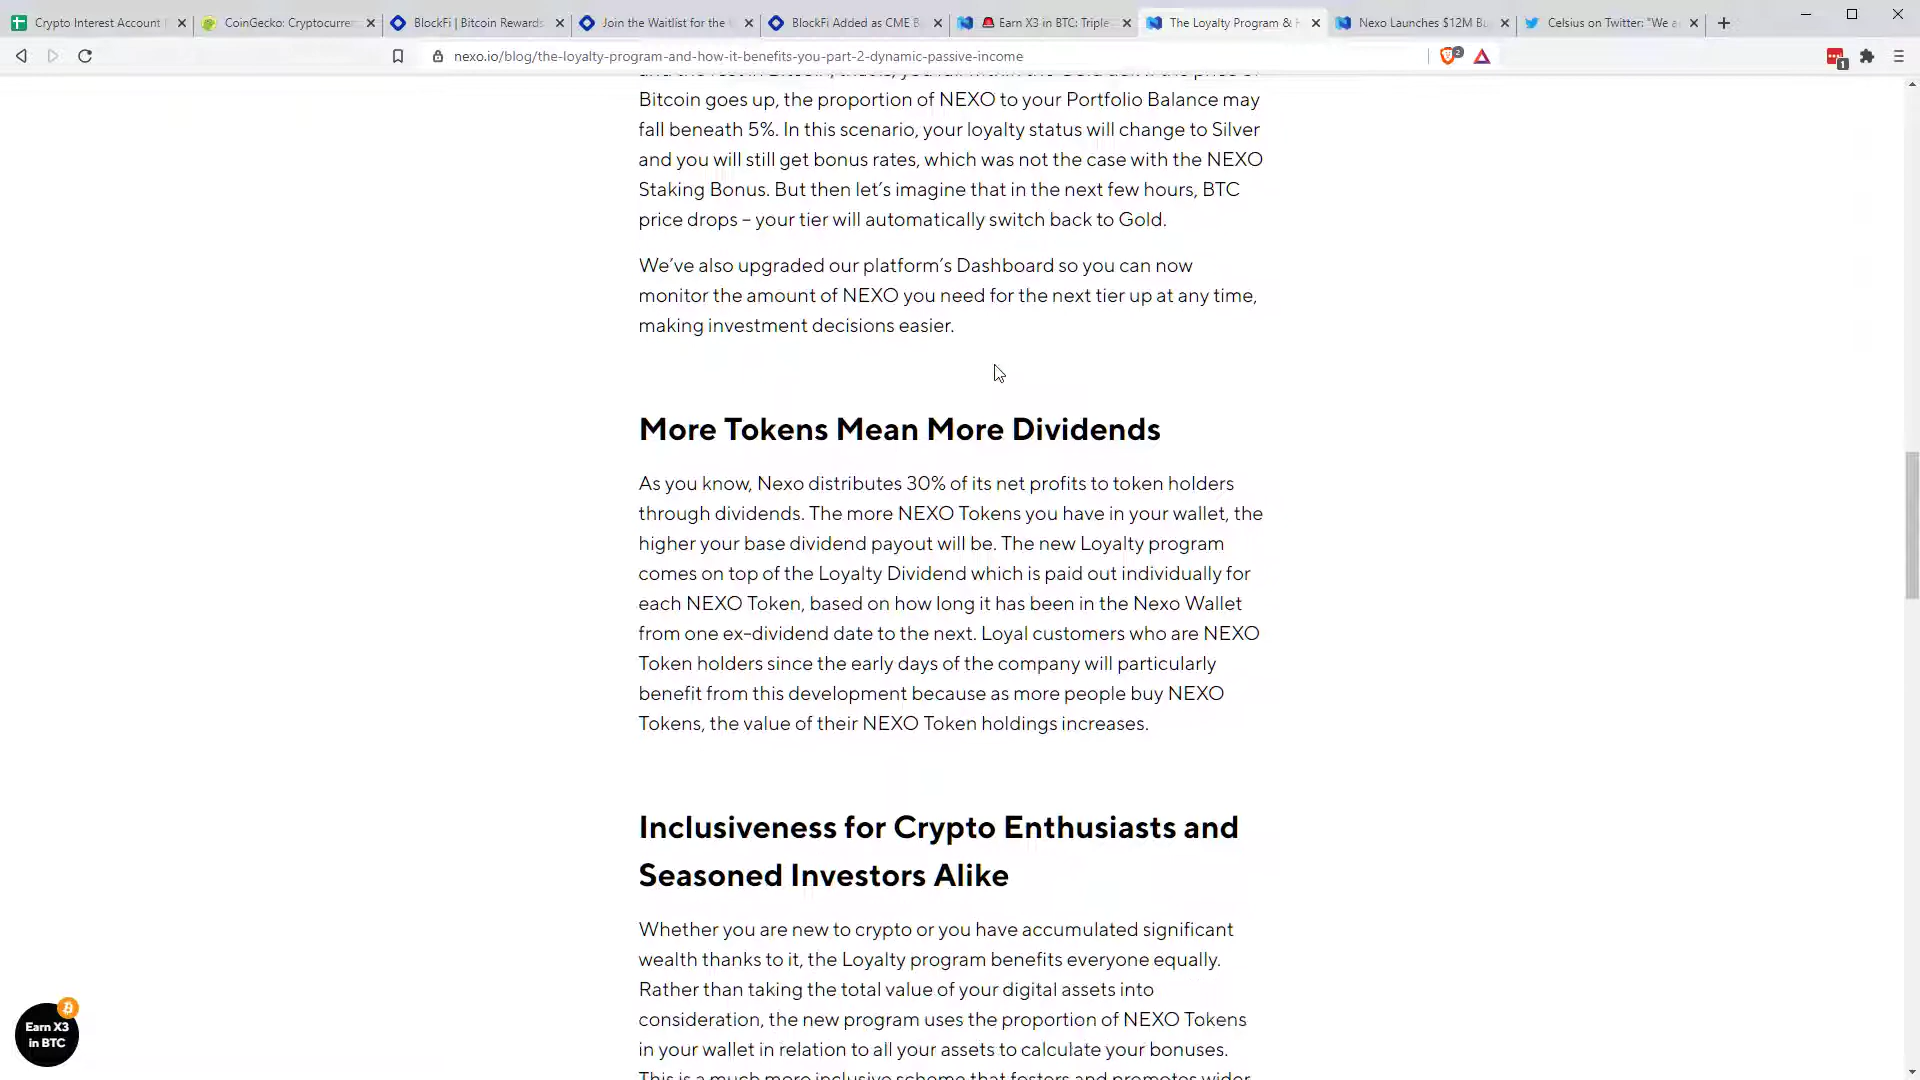 Crypto Interest Account
CoinGecko: Cryptocurre
BlockFi | Bitcoin Rewards
Join the Waitlist for the
BlockFi Added as CME B
Earn X3 in BTC: Triple
The Loyalty Program &
Nexo Launches $12M Bu
Celsius on Twitter: "We a
nexo.io/blog/the-loyalty-program-and-how-it-benefits-you-part-2-dynamic-passive-income
2
1
Bitcoin goes up, the proportion of NEXO to your Portfolio Balance may
fall beneath 5%. In this scenario, your loyalty status will change to Silver
and you will still get bonus rates, which was not the case with the NEXO
Staking Bonus. But then let's imagine that in the next few hours, BTC
price drops – your tier will automatically switch back to Gold.
We've also upgraded our platform's Dashboard so you can now
monitor the amount of NEXO you need for the next tier up at any time,
making investment decisions easier.
More Tokens Mean More Dividends
As you know, Nexo distributes 30% of its net profits to token holders
through dividends. The more NEXO Tokens you have in your wallet, the
higher your base dividend payout will be. The new Loyalty program
comes on top of the Loyalty Dividend which is paid out individually for
each NEXO Token, based on how long it has been in the Nexo Wallet
from one ex-dividend date to the next. Loyal customers who are NEXO
Token holders since the early days of the company will particularly
benefit from this development because as more people buy NEXO
Tokens, the value of their NEXO Token holdings increases.
Inclusiveness for Crypto Enthusiasts and
Seasoned Investors Alike
Whether you are new to crypto or you have accumulated significant
wealth thanks to it, the Loyalty program benefits everyone equally.
Rather than taking the total value of your digital assets into
consideration, the new program uses the proportion of NEXO Tokens
in your wallet in relation to all your assets to calculate your bonuses.
This is a much more inclusive scheme that fosters and promotes wider
Earn X3
in BTC